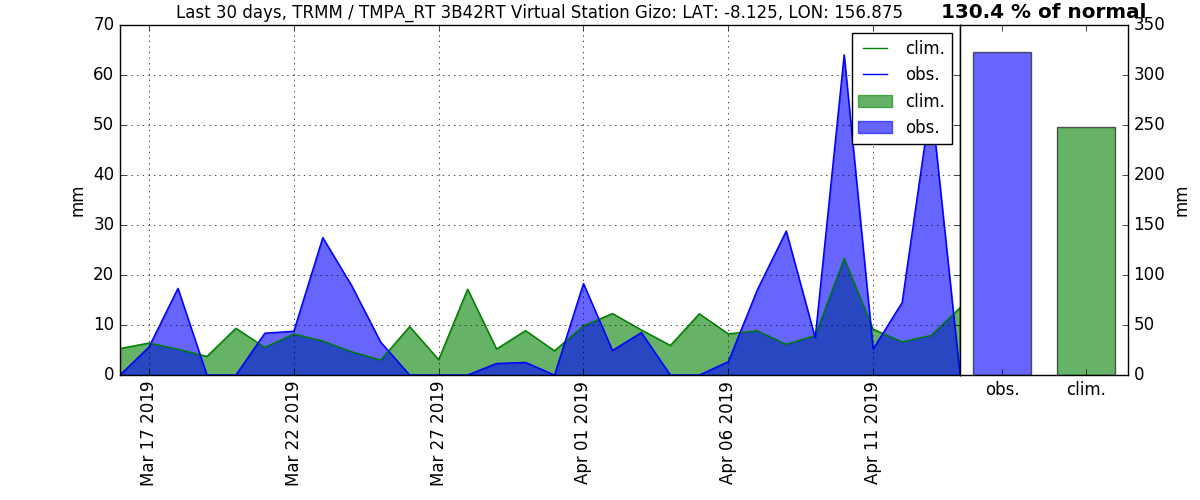 Last 30 days, TRMM / TMPA_RT 3B42RT Virtual Station Gizo: LAT: -8.125, LON: 156.875
130.4 % of normal
70
60
50
40
30
20
10
0
mm
clim.
obs.
clim.
obs.
350
300
250
200
150
100
50
0
mm
Mar 17 2019
Mar 22 2019
Mar 27 2019
Apr 01 2019
Apr 06 2019
Apr 11 2019
obs.
clim.